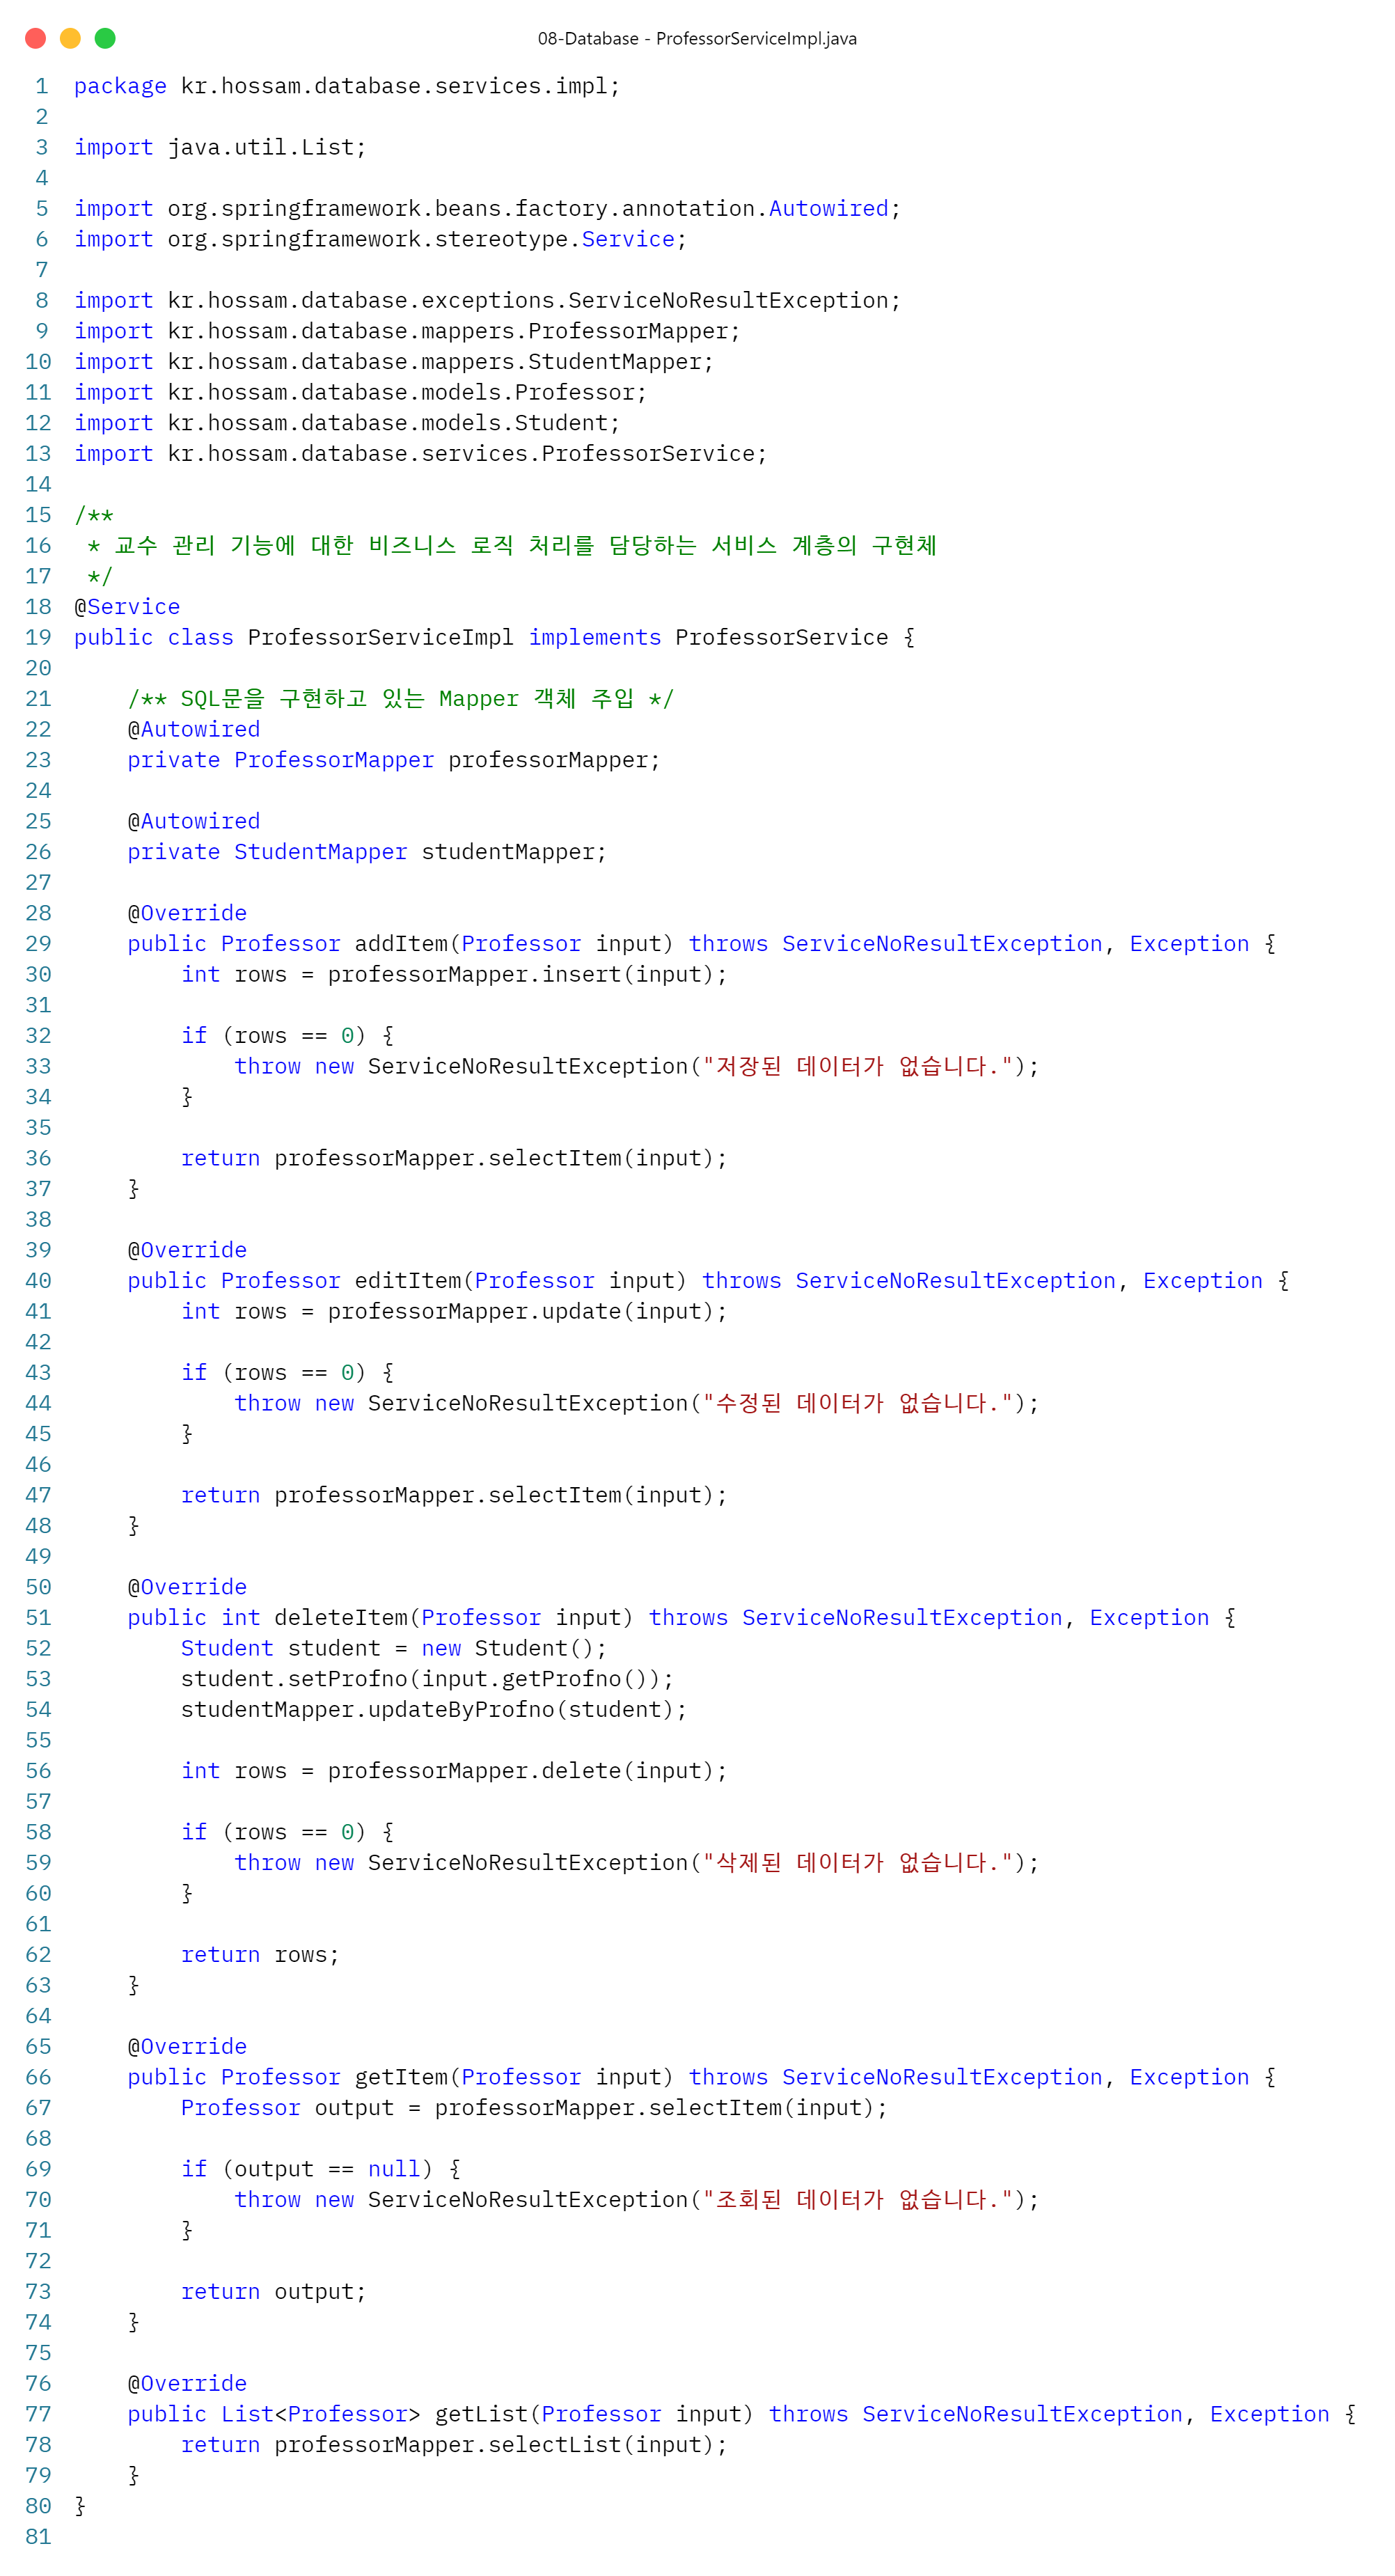 08-Database - ProfessorServiceImpl.java
1 package kr.hossam.database.services.impl;
2
3 import java.util.List;
4
5 import org.springframework.beans.factory.annotation.Autowired;
6 import org.springframework.stereotype.Service;
7
8 import kr.hossam.database.exceptions.ServiceNoResultException;
9 import kr.hossam.database.mappers.ProfessorMapper;
10 import kr.hossam.database.mappers.StudentMapper;
11 import kr.hossam.database.models.Professor;
12 import kr.hossam.database.models.Student;
13 import kr.hossam.database.services.ProfessorService;
14
15 /**
16  * 교수 관리 기능에 대한 비즈니스 로직 처리를 담당하는 서비스 계층의 구현체
17  */
18 @Service
19 public class ProfessorServiceImpl implements ProfessorService {
20
21     /** SQL문을 구현하고 있는 Mapper 객체 주입 */
22     @Autowired
23     private ProfessorMapper professorMapper;
24
25     @Autowired
26     private StudentMapper studentMapper;
27
28     @Override
29     public Professor addItem(Professor input) throws ServiceNoResultException, Exception {
30         int rows = professorMapper.insert(input);
31
32         if (rows == 0) {
33             throw new ServiceNoResultException("저장된 데이터가 없습니다.");
34         }
35
36         return professorMapper.selectItem(input);
37     }
38
39     @Override
40     public Professor editItem(Professor input) throws ServiceNoResultException, Exception {
41         int rows = professorMapper.update(input);
42
43         if (rows == 0) {
44             throw new ServiceNoResultException("수정된 데이터가 없습니다.");
45         }
46
47         return professorMapper.selectItem(input);
48     }
49
50     @Override
51     public int deleteItem(Professor input) throws ServiceNoResultException, Exception {
52         Student student = new Student();
53         student.setProfno(input.getProfno());
54         studentMapper.updateByProfno(student);
55
56         int rows = professorMapper.delete(input);
57
58         if (rows == 0) {
59             throw new ServiceNoResultException("삭제된 데이터가 없습니다.");
60         }
61
62         return rows;
63     }
64
65     @Override
66     public Professor getItem(Professor input) throws ServiceNoResultException, Exception {
67         Professor output = professorMapper.selectItem(input);
68
69         if (output == null) {
70             throw new ServiceNoResultException("조회된 데이터가 없습니다.");
71         }
72
73         return output;
74     }
75
76     @Override
77     public List<Professor> getList(Professor input) throws ServiceNoResultException, Exception {
78         return professorMapper.selectList(input);
79     }
80 }
81